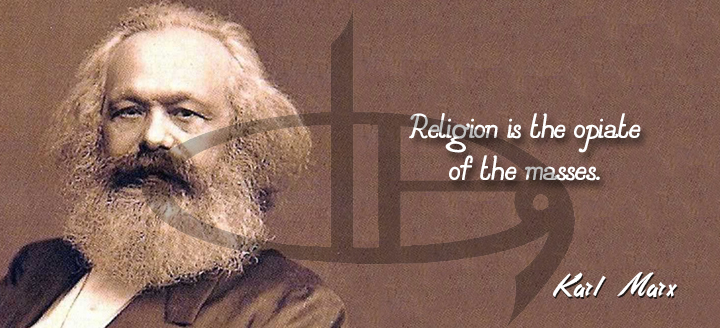 Religion is the opiate
of the masses.
Karl Marx